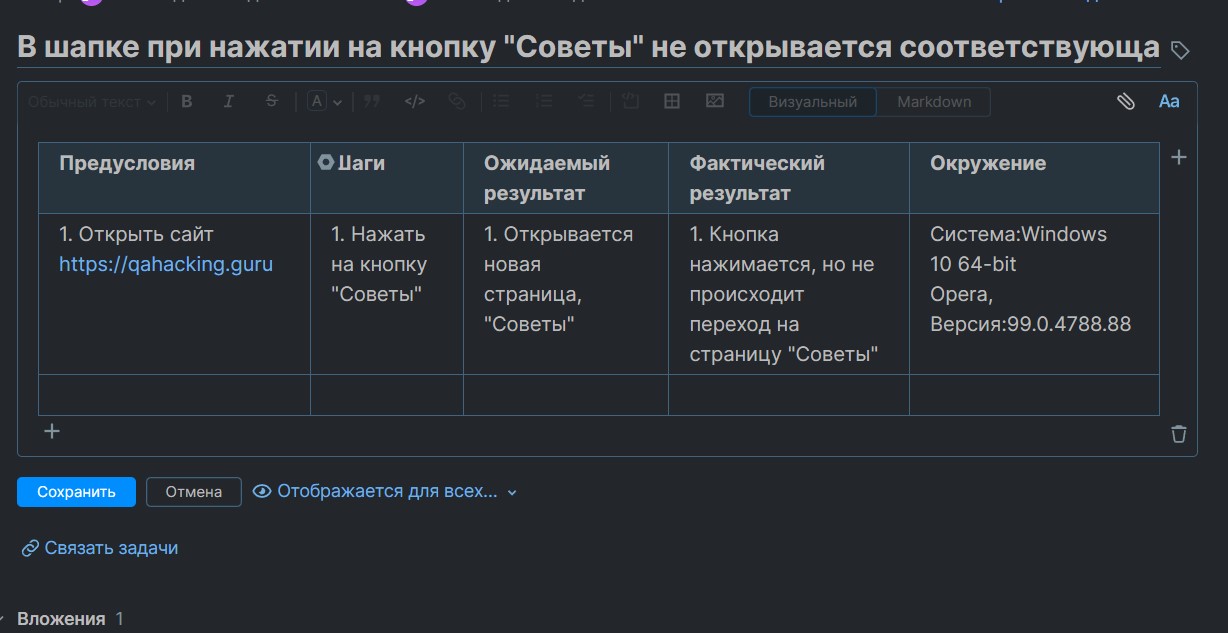 В шапке при нажатии на кнопку "Советы" не открывается соответствующа
Обычный текст
B I S A </>
Визуальный Markdown
Aa
Предусловия
Шаги
Ожидаемый
результат
Фактический
результат
Окружение
1. Открыть сайт
https://qahacking.guru
1. Нажать
на кнопку
"Советы"
1. Открывается
новая
страница,
"Советы"
1. Кнопка
нажимается, но не
происходит
переход на
страницу "Советы"
Система:Windows
10 64-bit
Opera,
Версия:99.0.4788.88
Сохранить
Отмена
Отображается для всех...
Связать задачи
Вложения 1